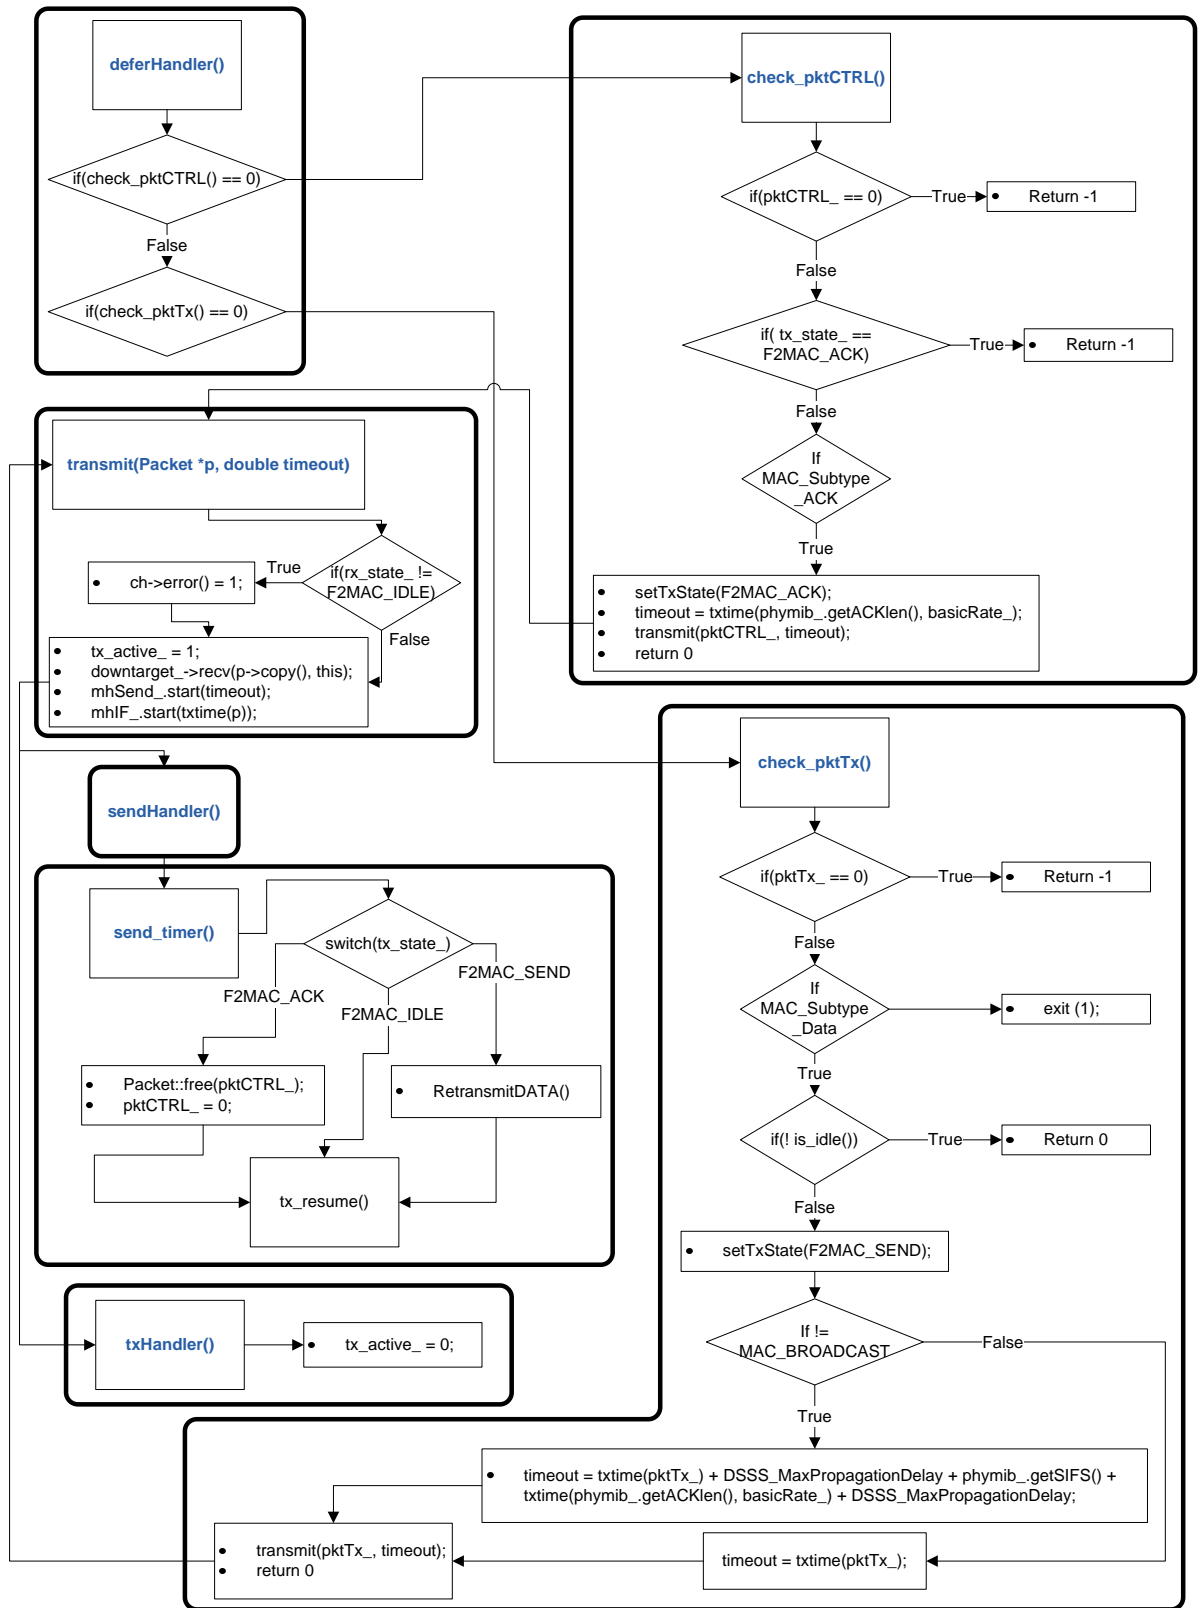 deferHandler()
if(check_pktCTRL() == 0)
False
if(check_pktTx() == 0)
check_pktCTRL()
if(pktCTRL_ == 0)
True
• Return -1
False
if( tx_state_ ==
F2MAC_ACK)
True
• Return -1
False
If
MAC_Subtype
_ACK
True
• setTxState(F2MAC_ACK);
• timeout = txtime(phymib_.getACKlen(), basicRate_);
• transmit(pktCTRL_, timeout);
• return 0
transmit(Packet *p, double timeout)
if(rx_state_ !=
F2MAC_IDLE)
True
• ch->error() = 1;
False
• tx_active_ = 1;
• downtarget_->recv(p->copy(), this);
• mhSend_.start(timeout);
• mhIF_.start(txtime(p));
sendHandler()
send_timer()
switch(tx_state_)
F2MAC_ACK
F2MAC_IDLE
F2MAC_SEND
• Packet::free(pktCTRL_);
• pktCTRL_ = 0;
• RetransmitDATA()
tx_resume()
txHandler()
• tx_active_ = 0;
check_pktTx()
if(pktTx_ == 0)
True
• Return -1
False
If
MAC_Subtype
_Data
• exit (1);
True
if(! is_idle())
True
• Return 0
False
• setTxState(F2MAC_SEND);
If !=
MAC_BROADCAST
False
True
• timeout = txtime(pktTx_) + DSSS_MaxPropagationDelay + phymib_.getSIFS() +
txtime(phymib_.getACKlen(), basicRate_) + DSSS_MaxPropagationDelay;
• transmit(pktTx_, timeout);
• return 0
timeout = txtime(pktTx_);